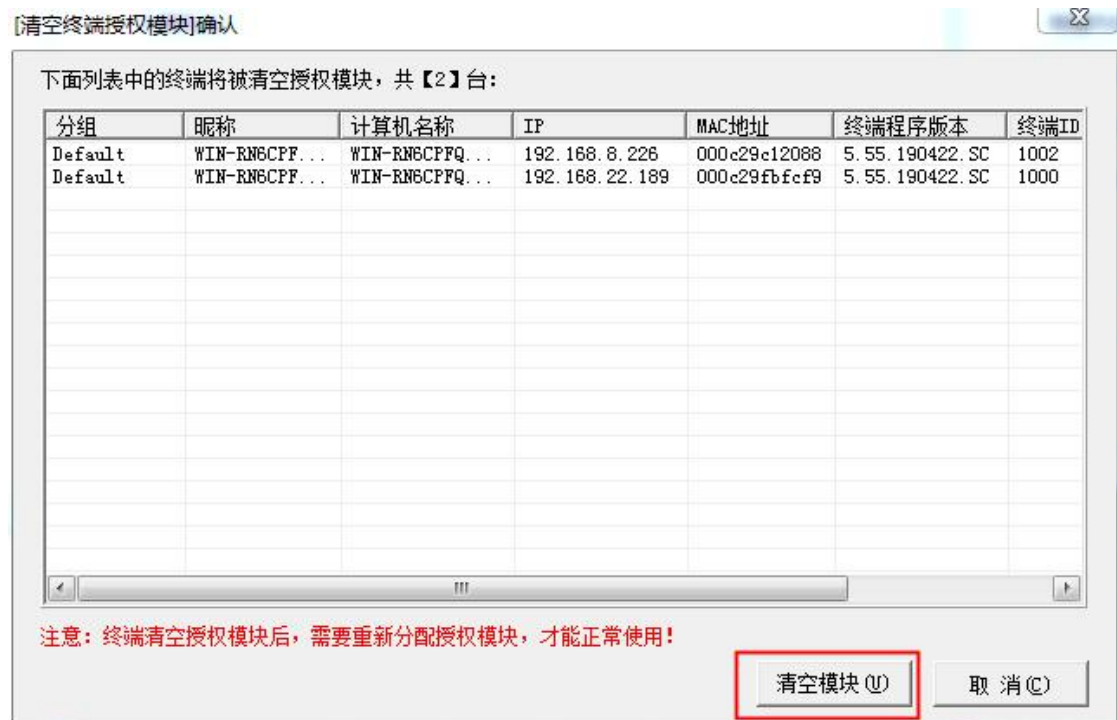 [清空终端授权模块]确认
下面列表中的终端将被清空授权模块，共【2】台：
分组 昵称 计算机名称 IP MAC地址 终端程序版本 终端ID
Default WIN-RN6CPF... WIN-RN6CPFQ... 192.168.8.226 000c29c12088 5.55.190422.SC 1002
Default WIN-RN6CPF... WIN-RN6CPFQ... 192.168.22.189 000c29fbfcf9 5.55.190422.SC 1000
注意：终端清空授权模块后，需要重新分配授权模块，才能正常使用！
清空模块(U) 取 消(C)